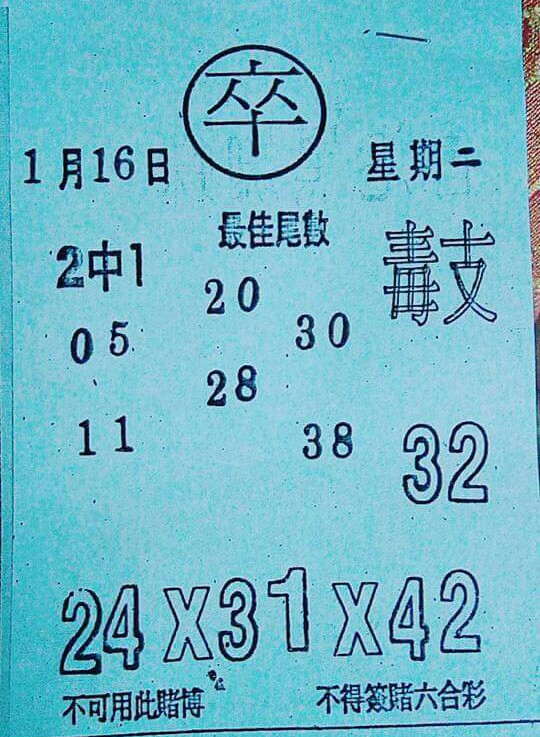 卒
1月16日 星期二
最佳尾數
2中1 毒支
20
05 30
28
11 38
32
24X31X42
不可用此賭博 不得簽賭六合彩